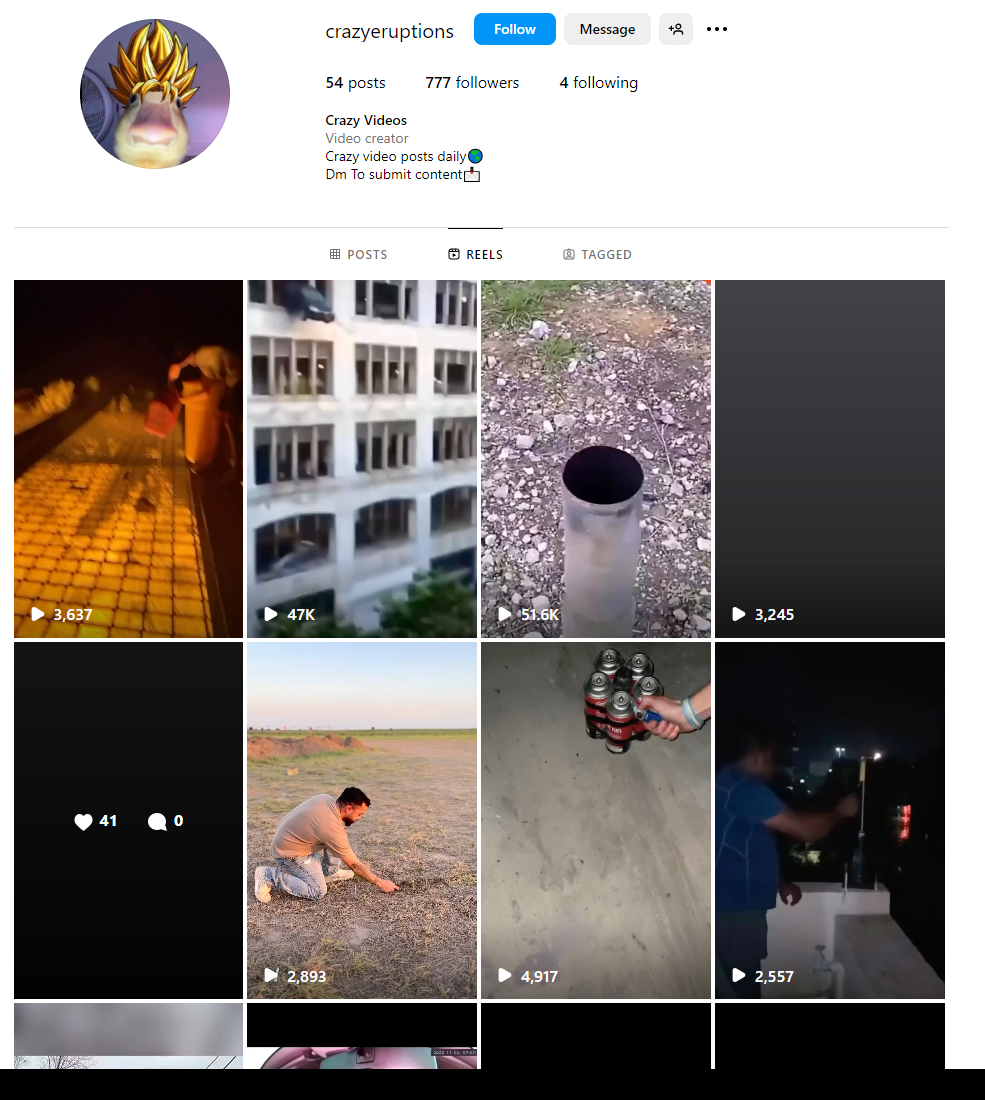 crazyeruptions
Follow
Message
54 posts
777 followers
4 following
Crazy Videos
Video creator
Crazy video posts daily🌎
Dm To submit content📩
POSTS
REELS
TAGGED
3,637
47K
51.6K
3,245
41
0
2,893
4,917
2,557